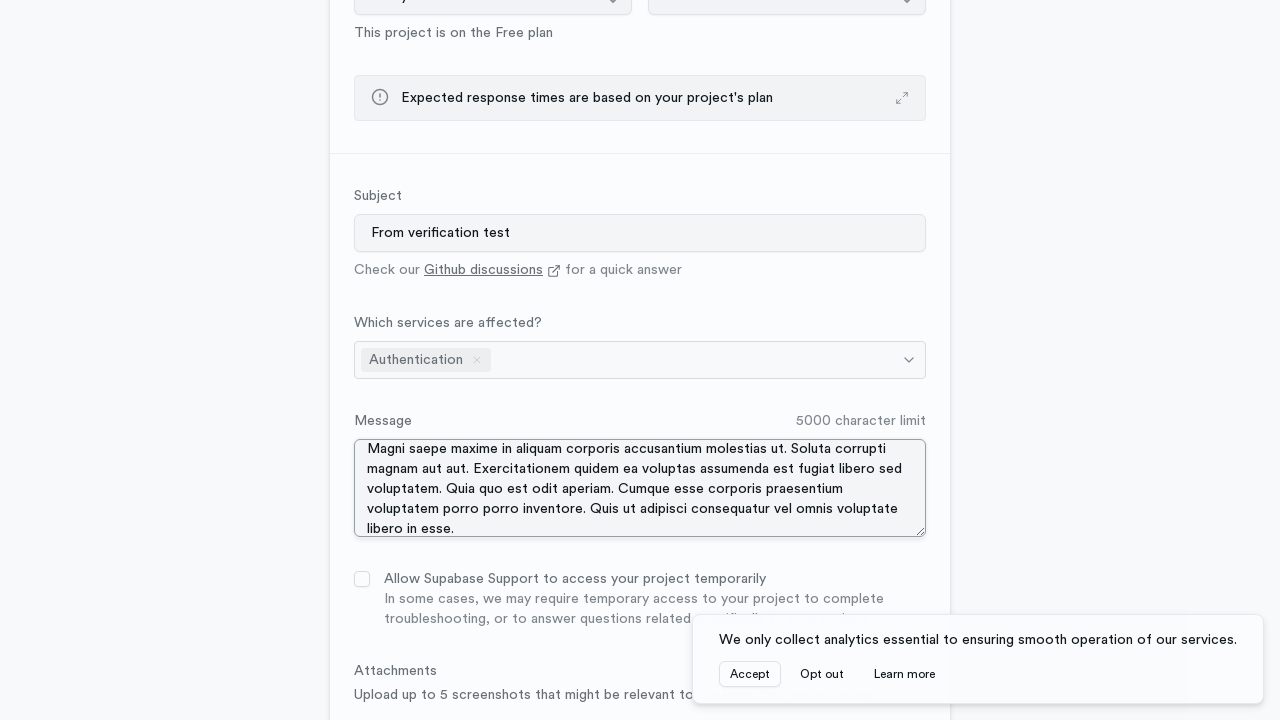 This project is on the Free plan
Expected response times are based on your project's plan
Subject
From verification test
Check our Github discussions for a quick answer
Which services are affected?
Authentication
Message
5000 character limit
Magni saepe maxime in aliquam corporis accusantium molestias ut. Soluta corrupti
magnam aut aut. Exercitationem quidem ea voluptas assumenda est fugiat libero sed
voluptatem. Quia quo est odit aperiam. Cumque esse corporis praesentium
voluptatem porro porro inventore. Quis ut adipisci consequatur vel omnis voluptate
libero in esse.
Allow Supabase Support to access your project temporarily
In some cases, we may require temporary access to your project to complete
troubleshooting, or to answer questions related
We only collect analytics essential to ensuring smooth operation of our services.
Accept
Opt out
Learn more
Attachments
Upload up to 5 screenshots that might be relevant to